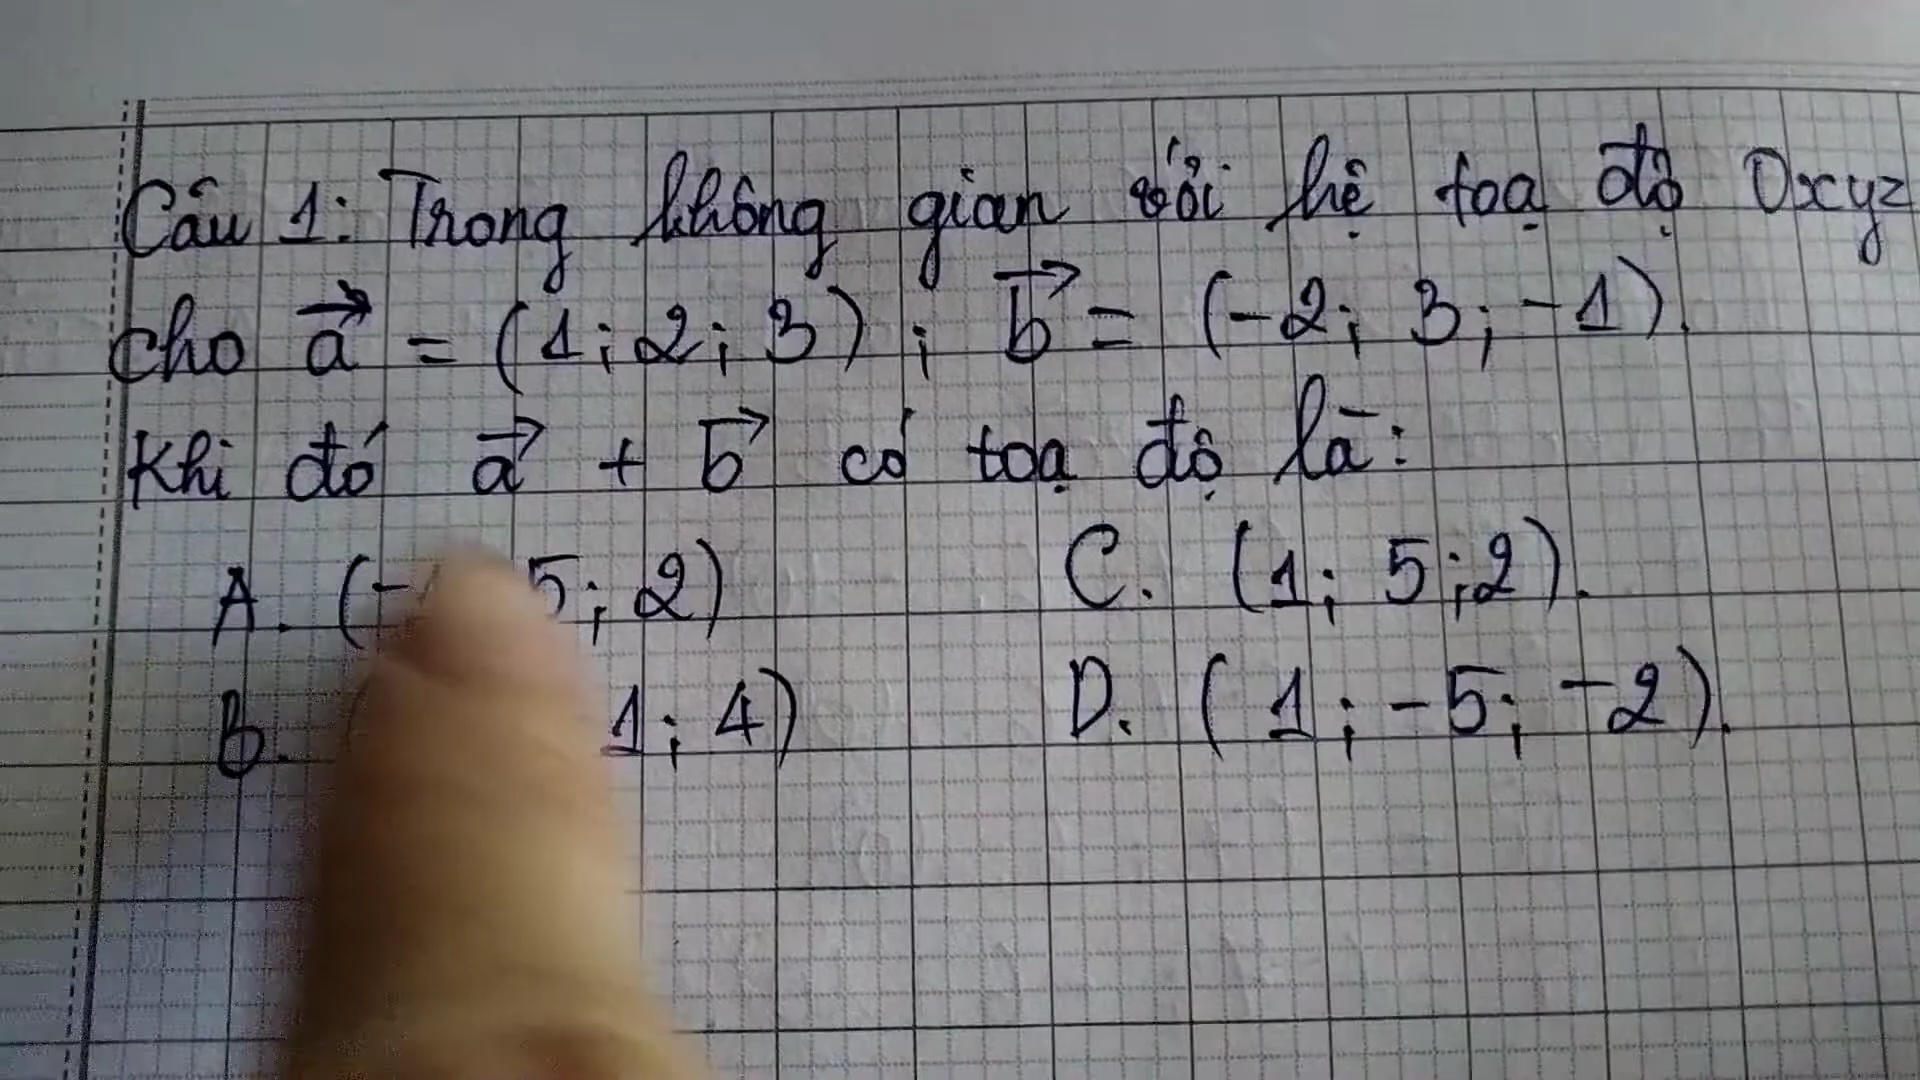 Câu 1: Trong không gian với hệ toạ độ Oxyz
cho a⃗ = (1; 2; 3) ; b⃗ = (-2; 3; -1).
Khi đó a⃗ + b⃗ có toạ độ là:
A. (- 5; 2) C. (1; 5; 2).
B. 1; 4) D. (1; -5; -2).